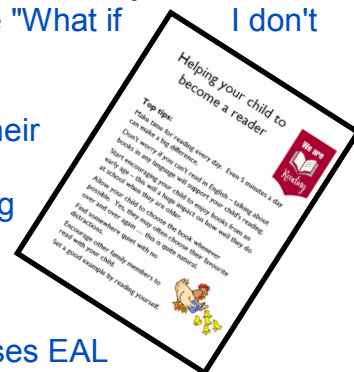 "What if I don't
Helping your child to
become a reader
Top tips:
Make time for reading every day. Even 5 minutes a day
can make a big difference.
Don't worry if you can't read in English – talking about
books in any language will support your child's reading.
Start encouraging your child to enjoy books from an
early age – this will a huge impact on how well they do
at school when they are older.
Allow your child to choose the book whenever
possible. Yes, they may often choose their favourite
over and over again … this is quite natural.
Find somewhere quiet with no
distractions.
Encourage other family members to
read with your child.
Set a good example by reading yourself.
We are
Reading
heir
g
ses EAL